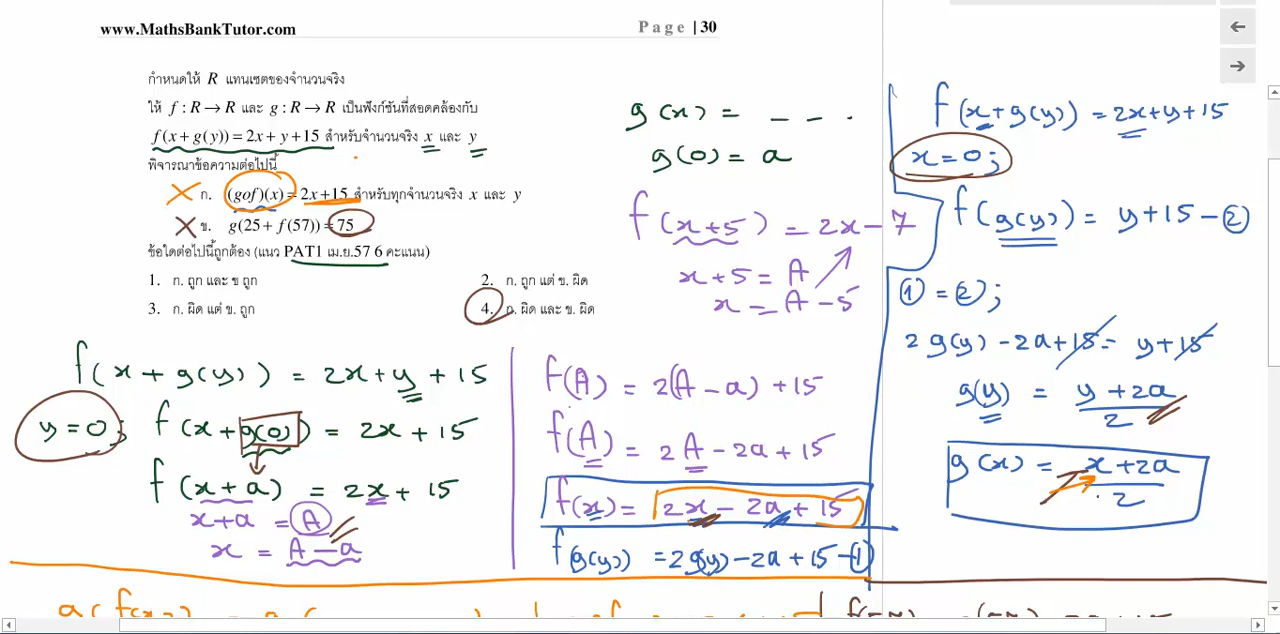 www.MathsBankTutor.com
Page | 30
กำหนดให้ R แทนเซตของจำนวนจริง
ให้ f : R → R และ g : R → R เป็นฟังก์ชันที่สอดคล้องกับ
f(x + g(y)) = 2x + y + 15 สำหรับจำนวนจริง x และ y
พิจารณาข้อความต่อไปนี้
ก. (gof)(x) = 2x + 15 สำหรับทุกจำนวนจริง x และ y
ข. g(25 + f(57)) = 75
ข้อใดต่อไปนี้ถูกต้อง (แนว PAT1 เม.ย.57 6 คะแนน)
1. ก. ถูก และ ข ถูก
2. ก. ถูก แต่ ข. ผิด
3. ก. ผิด แต่ ข. ถูก
4. ก. ผิด และ ข. ผิด
f(x + g(y)) = 2x + y + 15
y = 0; f(x + g(0)) = 2x + 15
f(x + a) = 2x + 15
x + a = A
x = A - a
g(x) = _ _ _ .
g(0) = a
f(x+5) = 2x - 7
x + 5 = A
x = A - 5
f(A) = 2(A - a) + 15
f(A) = 2A - 2a + 15
f(x) = 2x - 2a + 15
f(g(y)) = 2g(y) - 2a + 15 - ①
f(x + g(y)) = 2x + y + 15
x = 0;
f(g(y)) = y + 15 - ②
① = ②;
2g(y) - 2a + 15 = y + 15
g(y) = y + 2a
2
g(x) = x + 2a
2